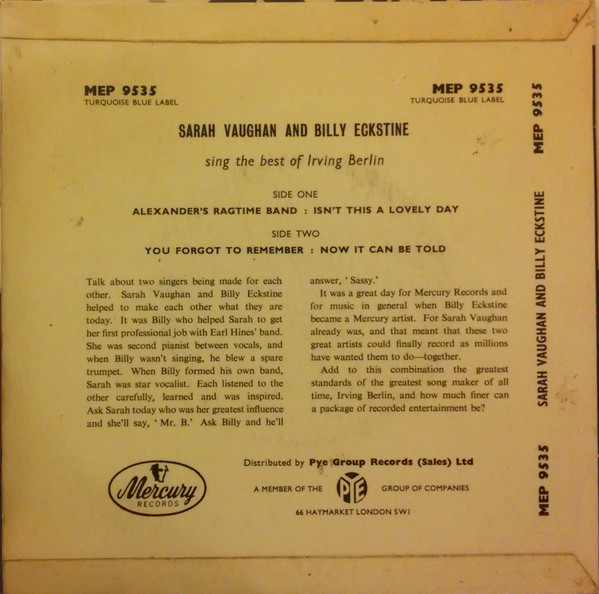 MEP 9535
TURQUOISE BLUE LABEL
MEP 9535
TURQUOISE BLUE LABEL
SARAH VAUGHAN AND BILLY ECKSTINE
sing the best of Irving Berlin
SIDE ONE
ALEXANDER'S RAGTIME BAND : ISN'T THIS A LOVELY DAY
SIDE TWO
YOU FORGOT TO REMEMBER : NOW IT CAN BE TOLD
Talk about two singers being made for each
other. Sarah Vaughan and Billy Eckstine
helped to make each other what they are
today. It was Billy who helped Sarah to get
her first professional job with Earl Hines' band.
She was second pianist between vocals, and
when Billy wasn't singing, he blew a spare
trumpet. When Billy formed his own band,
Sarah was star vocalist. Each listened to the
other carefully, learned and was inspired.
Ask Sarah today who was her greatest influence
and she'll say, ' Mr. B.' Ask Billy and he'll
answer, ' Sassy.'
It was a great day for Mercury Records and
for music in general when Billy Eckstine
became a Mercury artist. For Sarah Vaughan
already was, and that meant that these two
great artists could finally record as millions
have wanted them to do—together.
Add to this combination the greatest
standards of the greatest song maker of all
time, Irving Berlin, and how much finer can
a package of recorded entertainment be?
Mercury
RECORDS
Distributed by Pye Group Records (Sales) Ltd
A MEMBER OF THE PYE GROUP OF COMPANIES
66 HAYMARKET LONDON SW1
MEP 9535
SARAH VAUGHAN AND BILLY ECKSTINE
MEP 9535